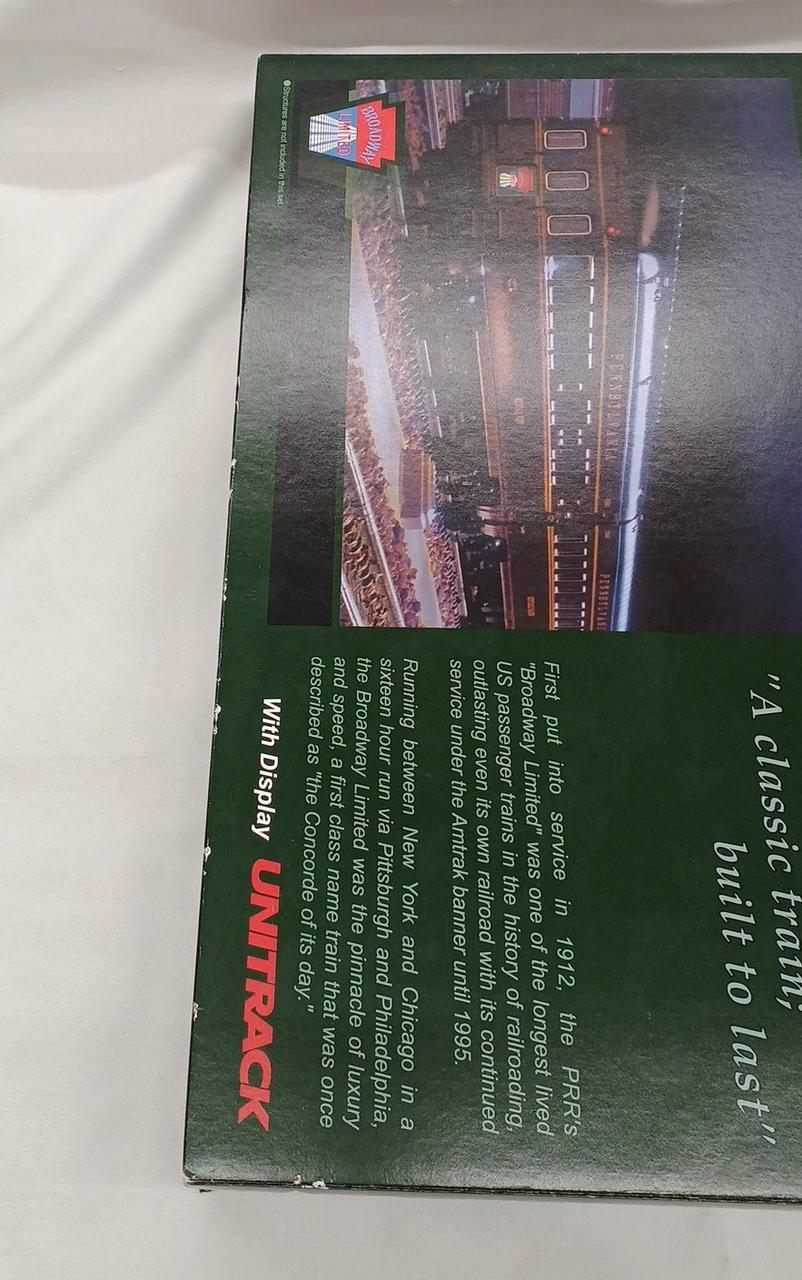 "A classic train,
built to last"
First put into service in 1912, the PRR's
"Broadway Limited" was one of the longest lived
US passenger trains in the history of railroading,
outlasting even its own railroad with its continued
service under the Amtrak banner until 1995.
Running between New York and Chicago in a
sixteen hour run via Pittsburgh and Philadelphia,
the Broadway Limited was the pinnacle of luxury
and speed, a first class name train that was once
described as "the Concorde of its day."
With Display UNITRACK
PENNSYLVANIA
BROADWAY
LIMITED
●Structures are not included in this set.